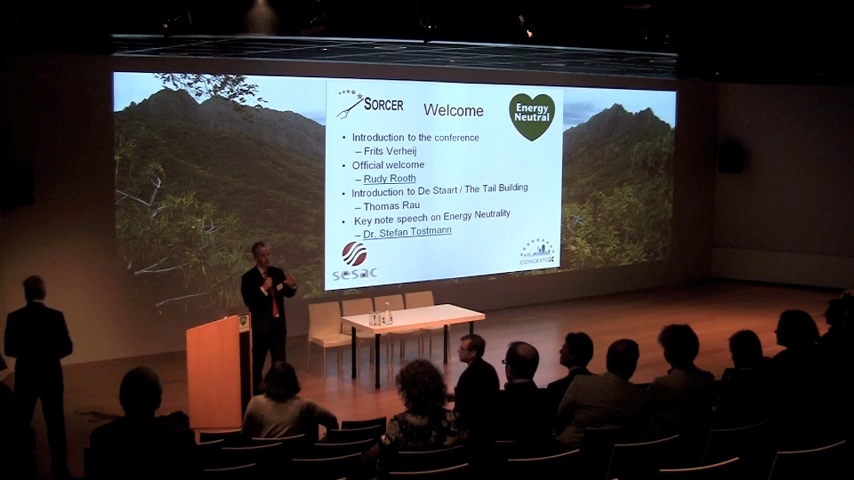 SORCER
Welcome
Energy
Neutral
• Introduction to the conference
– Frits Verheij
• Official welcome
– Rudy Rooth
• Introduction to De Staart / The Tail Building
– Thomas Rau
• Key note speech on Energy Neutrality
– Dr. Stefan Tostmann
sesac
CONCERTO